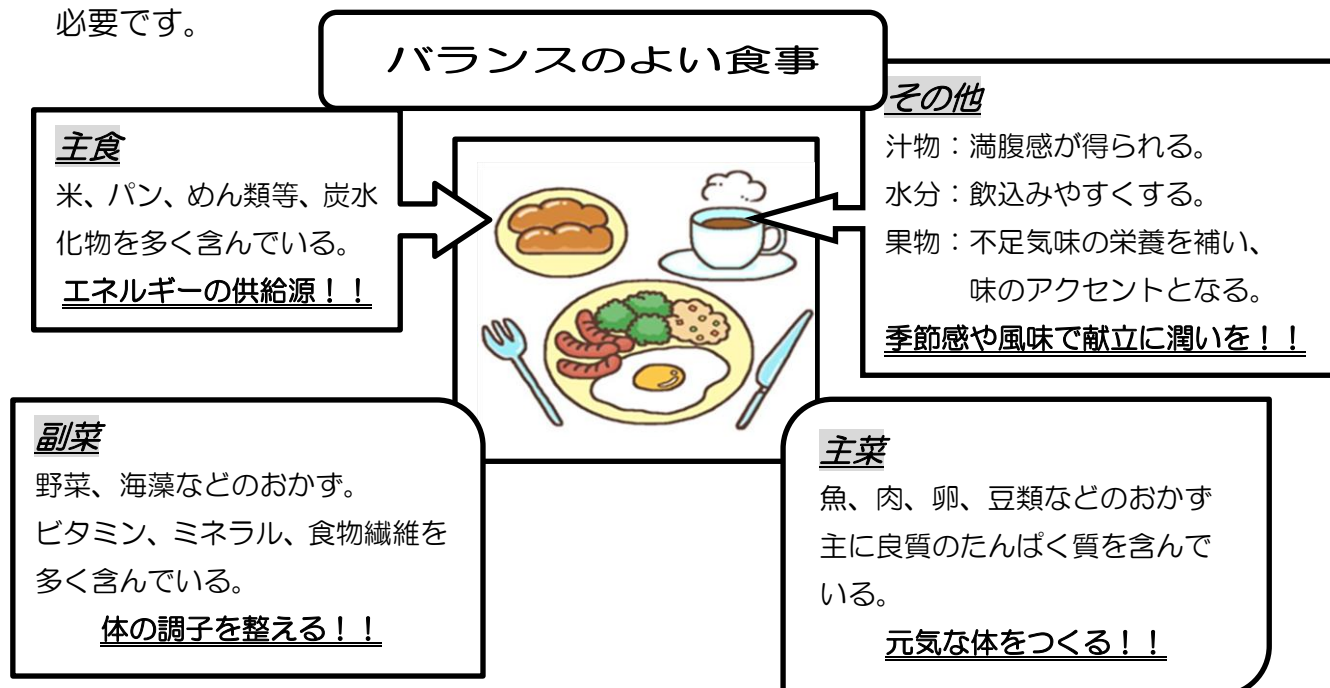 必要です。
バランスのよい食事
主食
米、パン、めん類等、炭水
化物を多く含んでいる。
エネルギーの供給源！！
その他
汁物：満腹感が得られる。
水分：飲込みやすくする。
果物：不足気味の栄養を補い、
味のアクセントとなる。
季節感や風味で献立に潤いを！！
副菜
野菜、海藻などのおかず。
ビタミン、ミネラル、食物繊維を
多く含んでいる。
体の調子を整える！！
主菜
魚、肉、卵、豆類などのおかず
主に良質のたんぱく質を含んで
いる。
元気な体をつくる！！